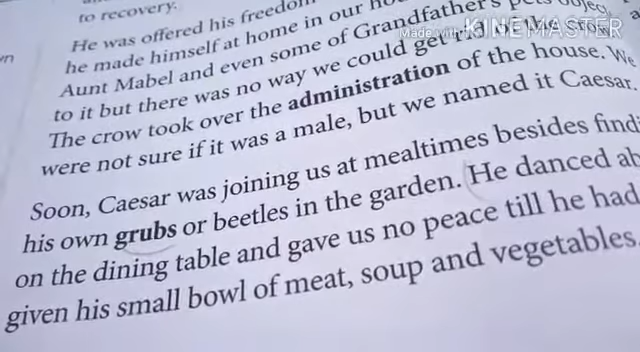 to recovery.
He was offered his freedom
he made himself at home in our
Aunt Mabel and even some of Grandfather's pets
to it but there was no way we could get
The crow took over the administration of the house. We
were not sure if it was a male, but we named it Caesar.
Soon, Caesar was joining us at mealtimes besides
his own grubs or beetles in the garden. He danced
on the dining table and gave us no peace till he had
given his small bowl of meat, soup and vegetables.
Made with KINEMASTER